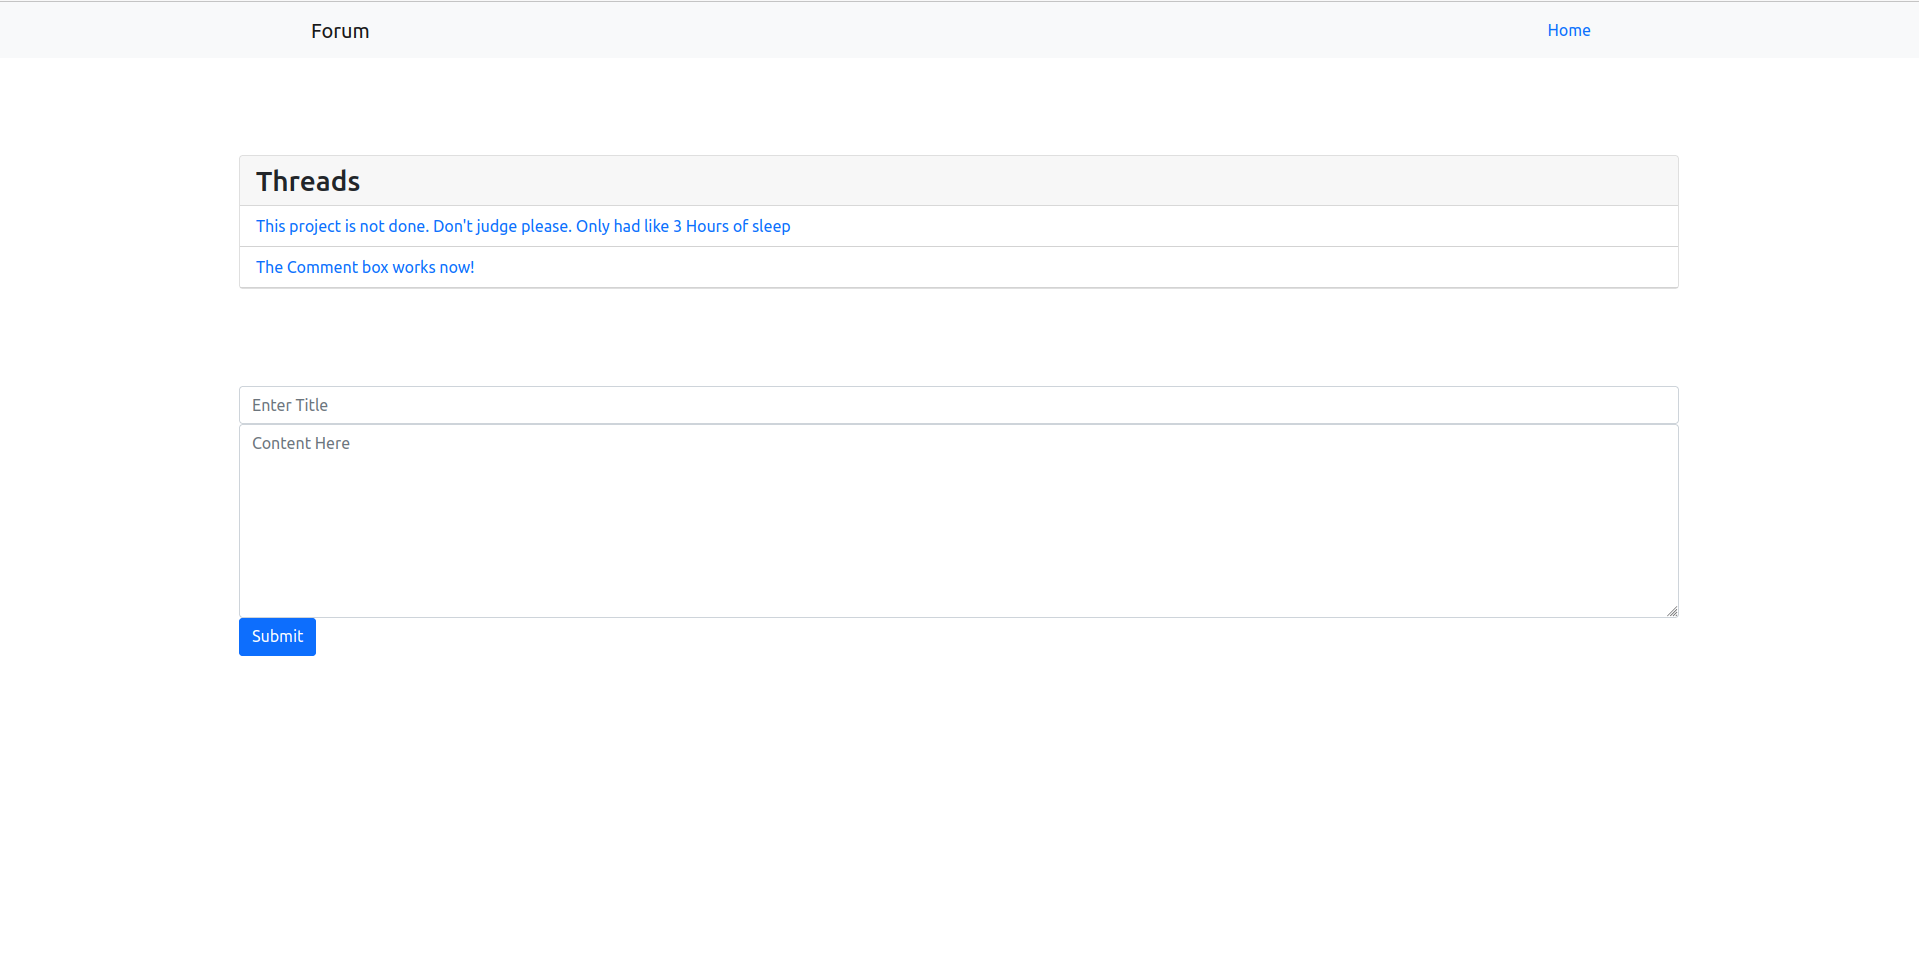 Forum
Home
Threads
This project is not done. Don't judge please. Only had like 3 Hours of sleep
The Comment box works now!
Enter Title
Content Here
Submit